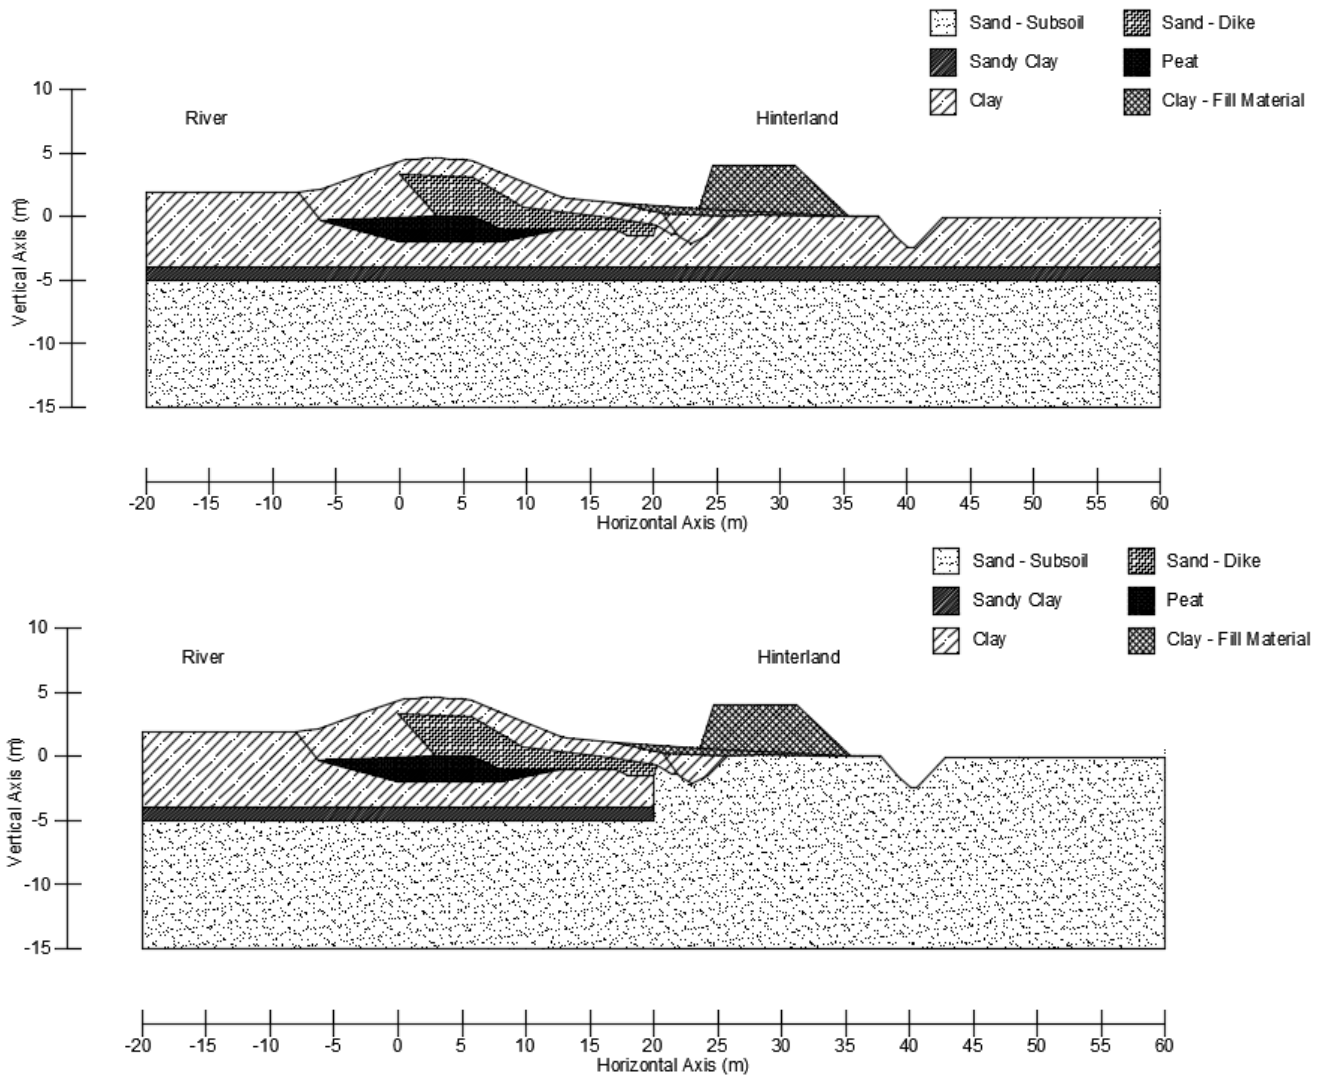 Sand - Subsoil Sand - Dike
Sandy Clay Peat
Clay Clay - Fill Material
River Hinterland
Vertical Axis (m)
10
5
0
-5
-10
-15
-20 -15 -10 -5 0 5 10 15 20 25 30 35 40 45 50 55 60
Horizontal Axis (m)
Sand - Subsoil Sand - Dike
Sandy Clay Peat
Clay Clay - Fill Material
River Hinterland
Vertical Axis (m)
10
5
0
-5
-10
-15
-20 -15 -10 -5 0 5 10 15 20 25 30 35 40 45 50 55 60
Horizontal Axis (m)